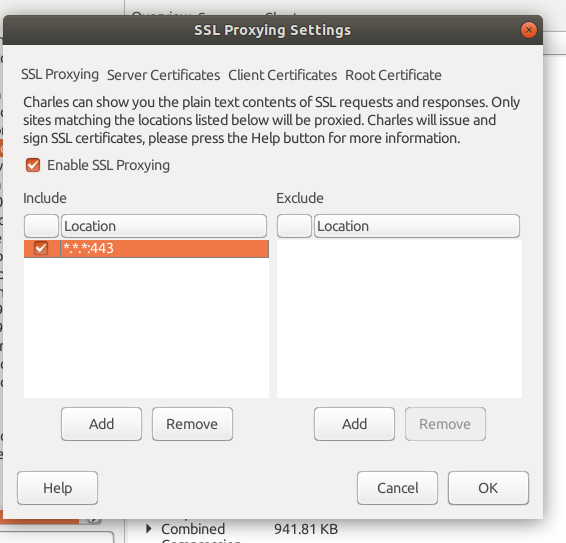 SSL Proxying Settings
SSL Proxying Server Certificates Client Certificates Root Certificate
Charles can show you the plain text contents of SSL requests and responses. Only
sites matching the locations listed below will be proxied. Charles will issue and
sign SSL certificates, please press the Help button for more information.
Enable SSL Proxying
Include Exclude
Location Location
*.*.*:443
Add Remove Add Remove
Help Cancel OK
Combined 941.81 KB